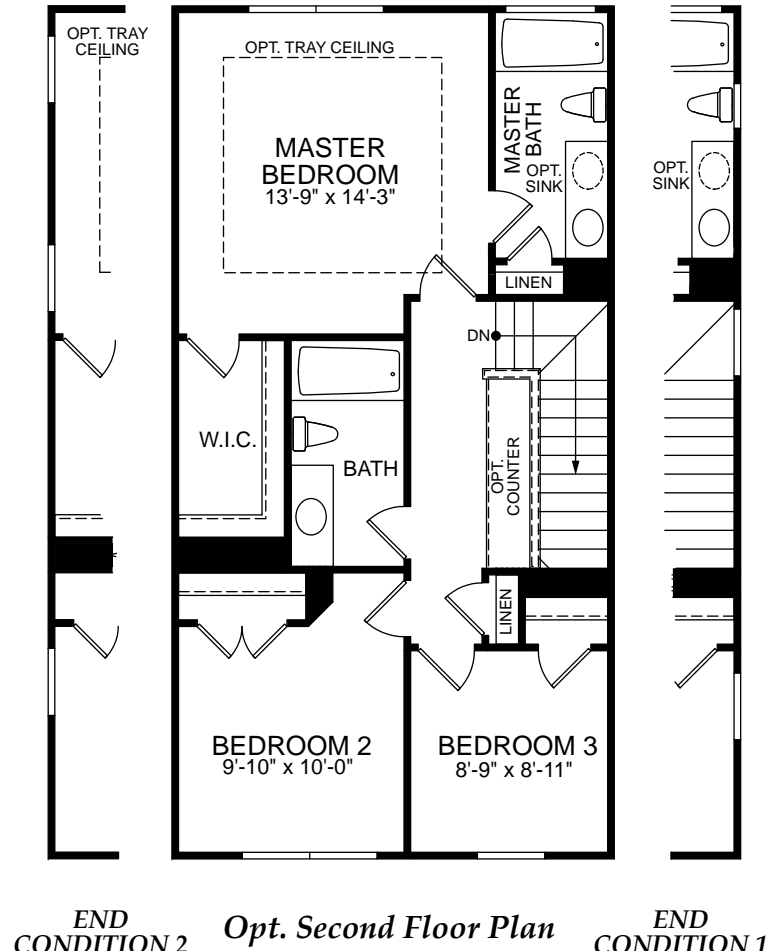 OPT. TRAY
CEILING
OPT. TRAY CEILING
MASTER
BEDROOM
13'-9" x 14'-3"
MASTER
BATH
OPT.
SINK
OPT.
SINK
LINEN
DN
W.I.C.
BATH
OPT.
COUNTER
LINEN
BEDROOM 2
9'-10" x 10'-0"
BEDROOM 3
8'-9" x 8'-11"
END
CONDITION 2
Opt. Second Floor Plan
END
CONDITION 1